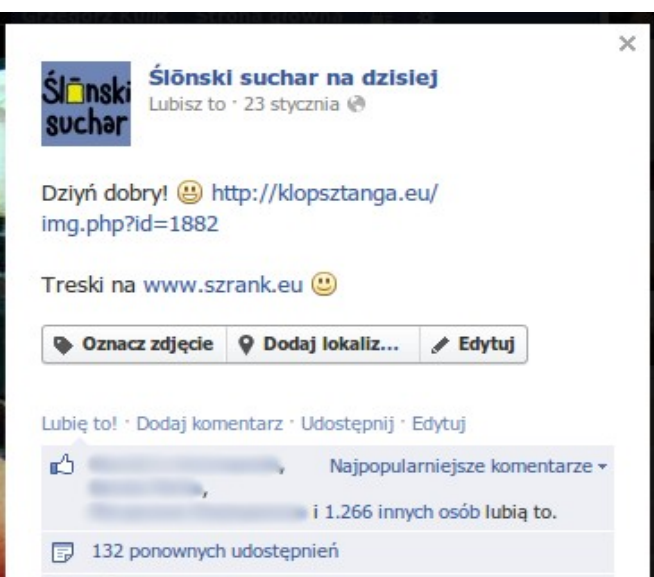 Ślōnski suchar
Ślōnski suchar na dzisiej
Lubisz to · 23 stycznia
Dziyń dobry! http://klopsztanga.eu/
img.php?id=1882
Treski na www.szrank.eu
Oznacz zdjęcie Dodaj lokaliz... Edytuj
Lubię to! · Dodaj komentarz · Udostępnij · Edytuj
Najpopularniejsze komentarze
i 1.266 innych osób lubią to.
132 ponownych udostępnień